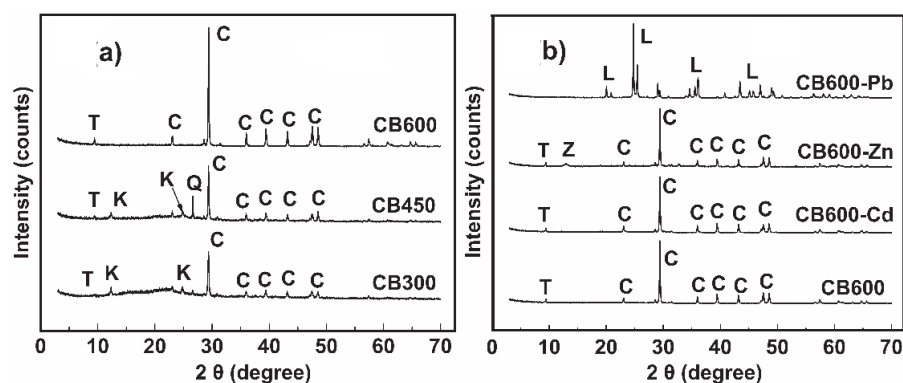 a)
C
T C C C C C CB600
K Q C
T K C C C C CB450
C
T K K C C C C CB300
Intensity (counts)
0 10 20 30 40 50 60 70
2 θ (degree)
b)
L
L L L CB600-Pb
C
T Z C C C C C CB600-Zn
C
T C C C C C CB600-Cd
C
T C C C C C CB600
Intensity (counts)
0 10 20 30 40 50 60 70
2 θ (degree)